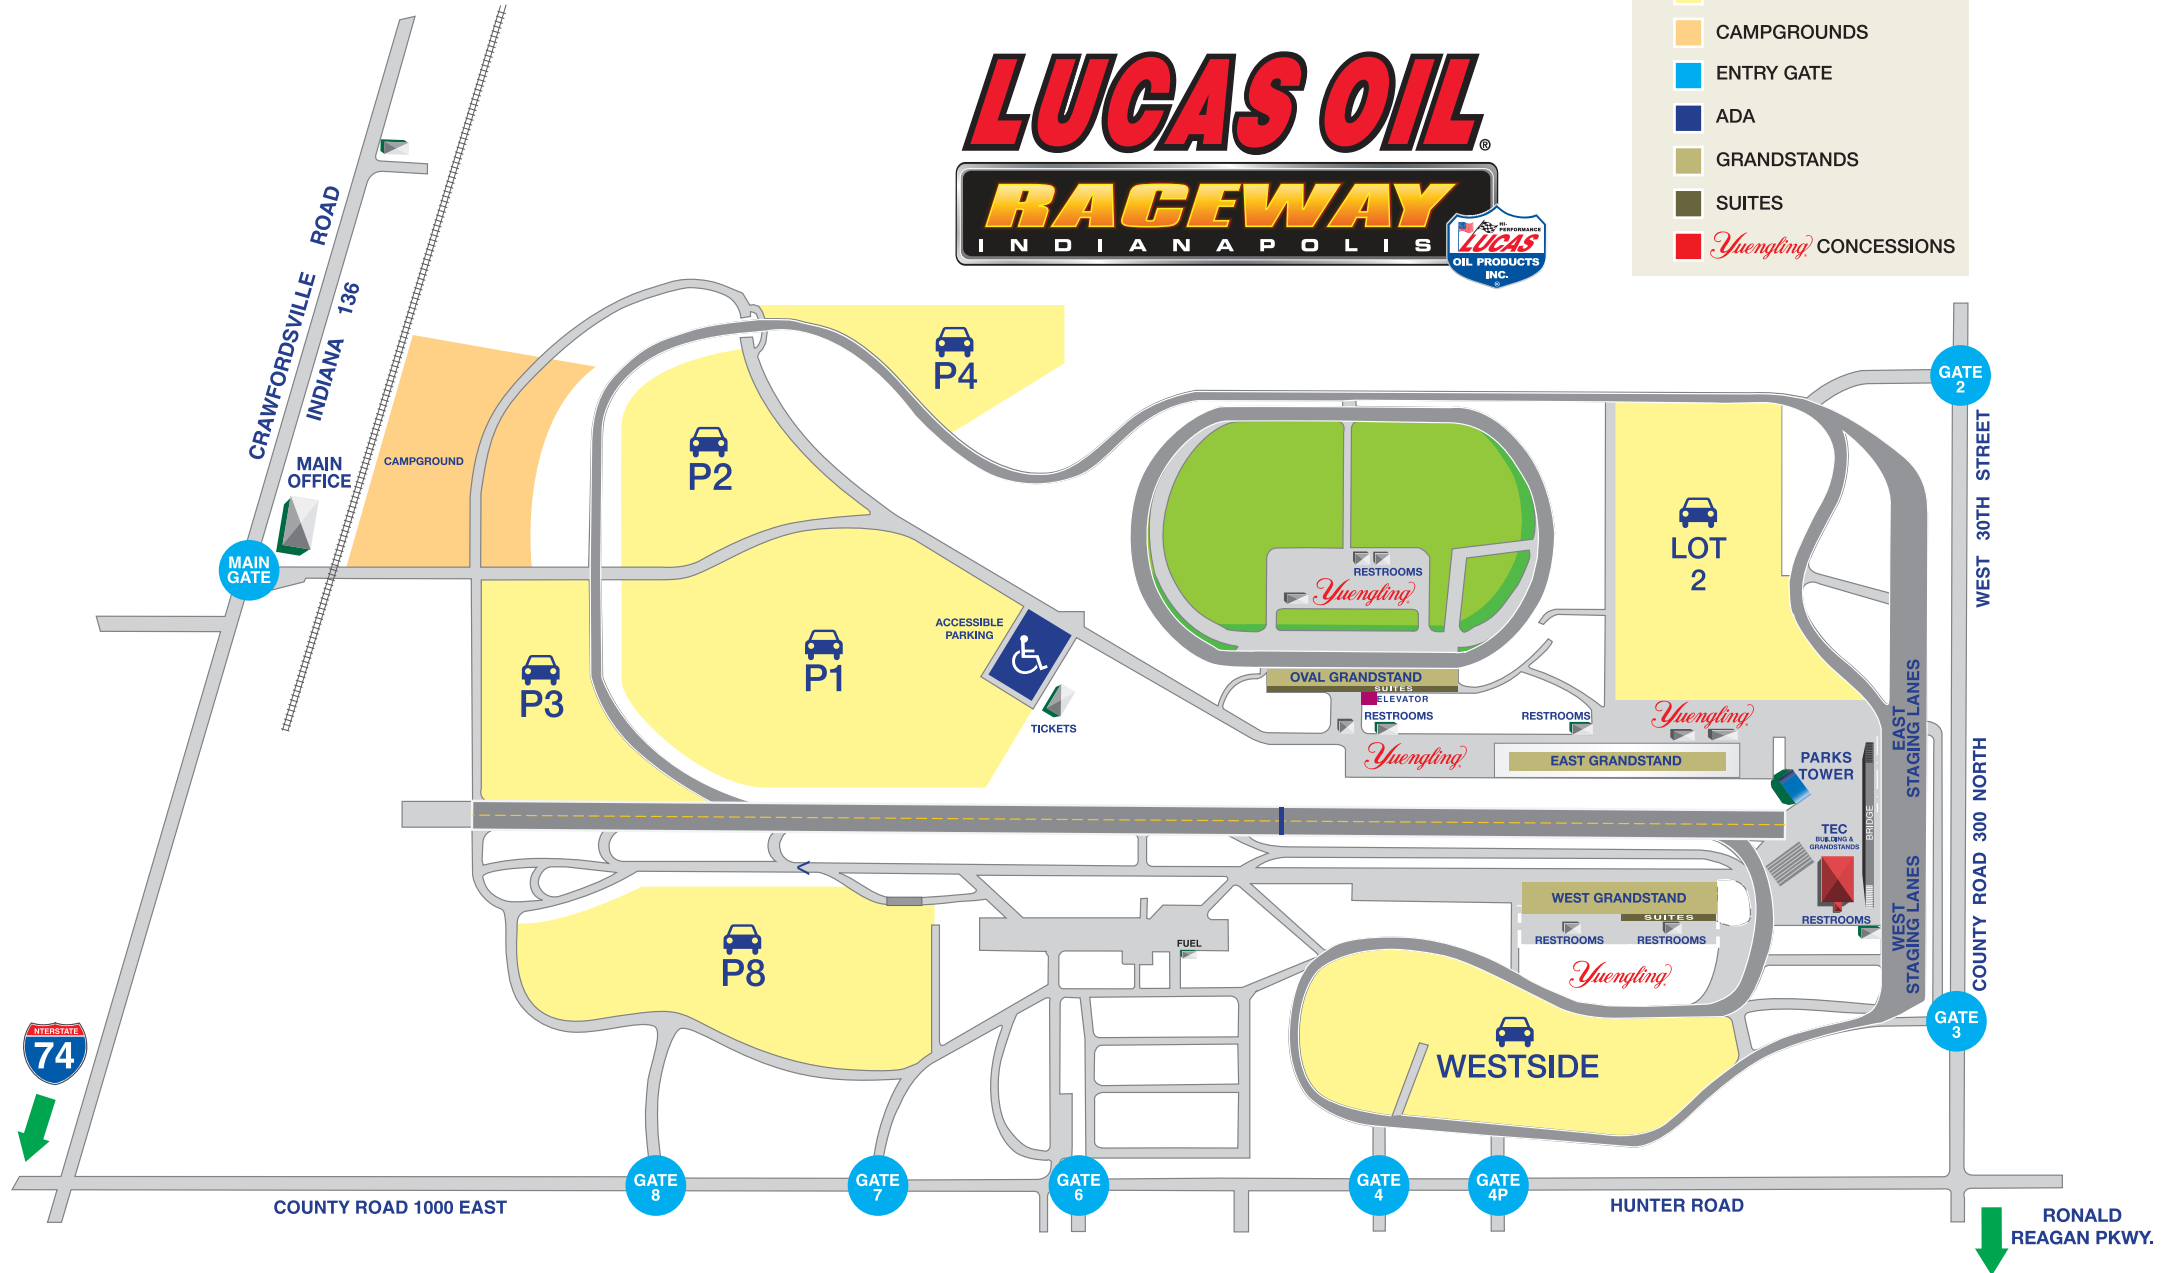 CAMPGROUNDS
ENTRY GATE
ADA
GRANDSTANDS
SUITES
Yuengling CONCESSIONS
LUCAS OIL ®
RACEWAY
INDIANAPOLIS
HI-
PERFORMANCE
LUCAS
OIL PRODUCTS
INC.
®
CRAWFORDSVILLE ROAD
INDIANA 136
MAIN
OFFICE
MAIN
GATE
CAMPGROUND
P4
P2
P1
P3
ACCESSIBLE
PARKING
TICKETS
RESTROOMS
Yuengling
OVAL GRANDSTAND
SUITES
ELEVATOR
RESTROOMS
RESTROOMS
Yuengling
Yuengling
EAST GRANDSTAND
LOT
2
GATE
2
WEST 30TH STREET
COUNTY ROAD 300 NORTH
EAST
STAGING LANES
WEST
STAGING LANES
PARKS
TOWER
BRIDGE
TEC
BUILDING &
GRANDSTANDS
RESTROOMS
WEST GRANDSTAND
SUITES
RESTROOMS
RESTROOMS
Yuengling
FUEL
P8
WESTSIDE
GATE
3
NTERSTATE
74
GATE
8
GATE
7
GATE
6
GATE
4
GATE
4P
COUNTY ROAD 1000 EAST
HUNTER ROAD
RONALD
REAGAN PKWY.